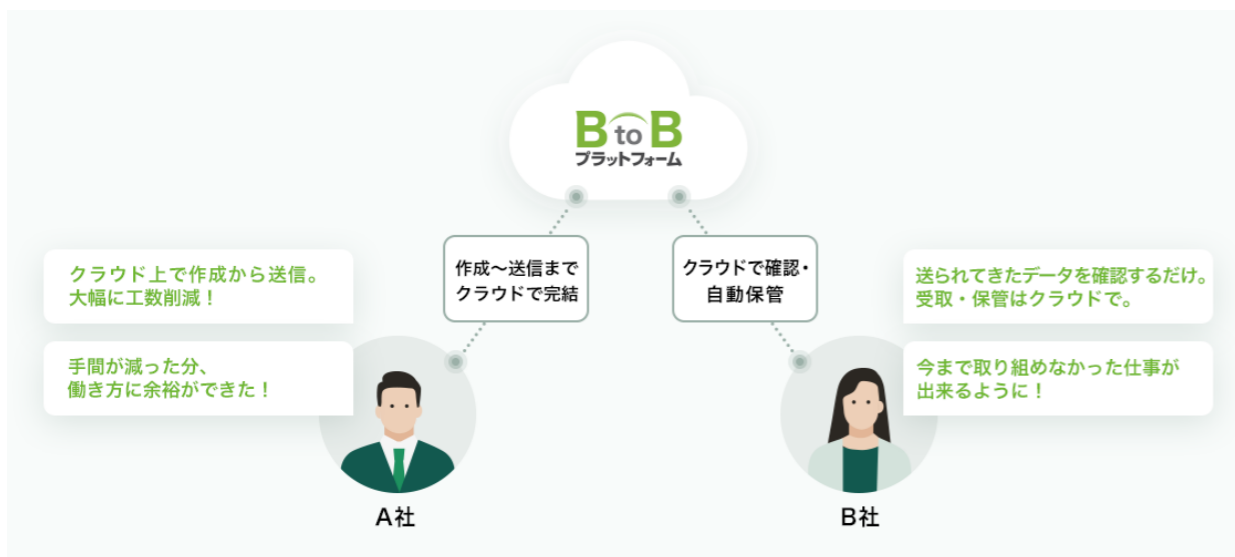 BtoB
プラットフォーム
作成～送信まで
クラウドで完結
クラウドで確認・
自動保管
クラウド上で作成から送信。
大幅に工数削減！
手間が減った分、
働き方に余裕ができた！
送られてきたデータを確認するだけ。
受取・保管はクラウドで。
今まで取り組めなかった仕事が
出来るように！
A社
B社